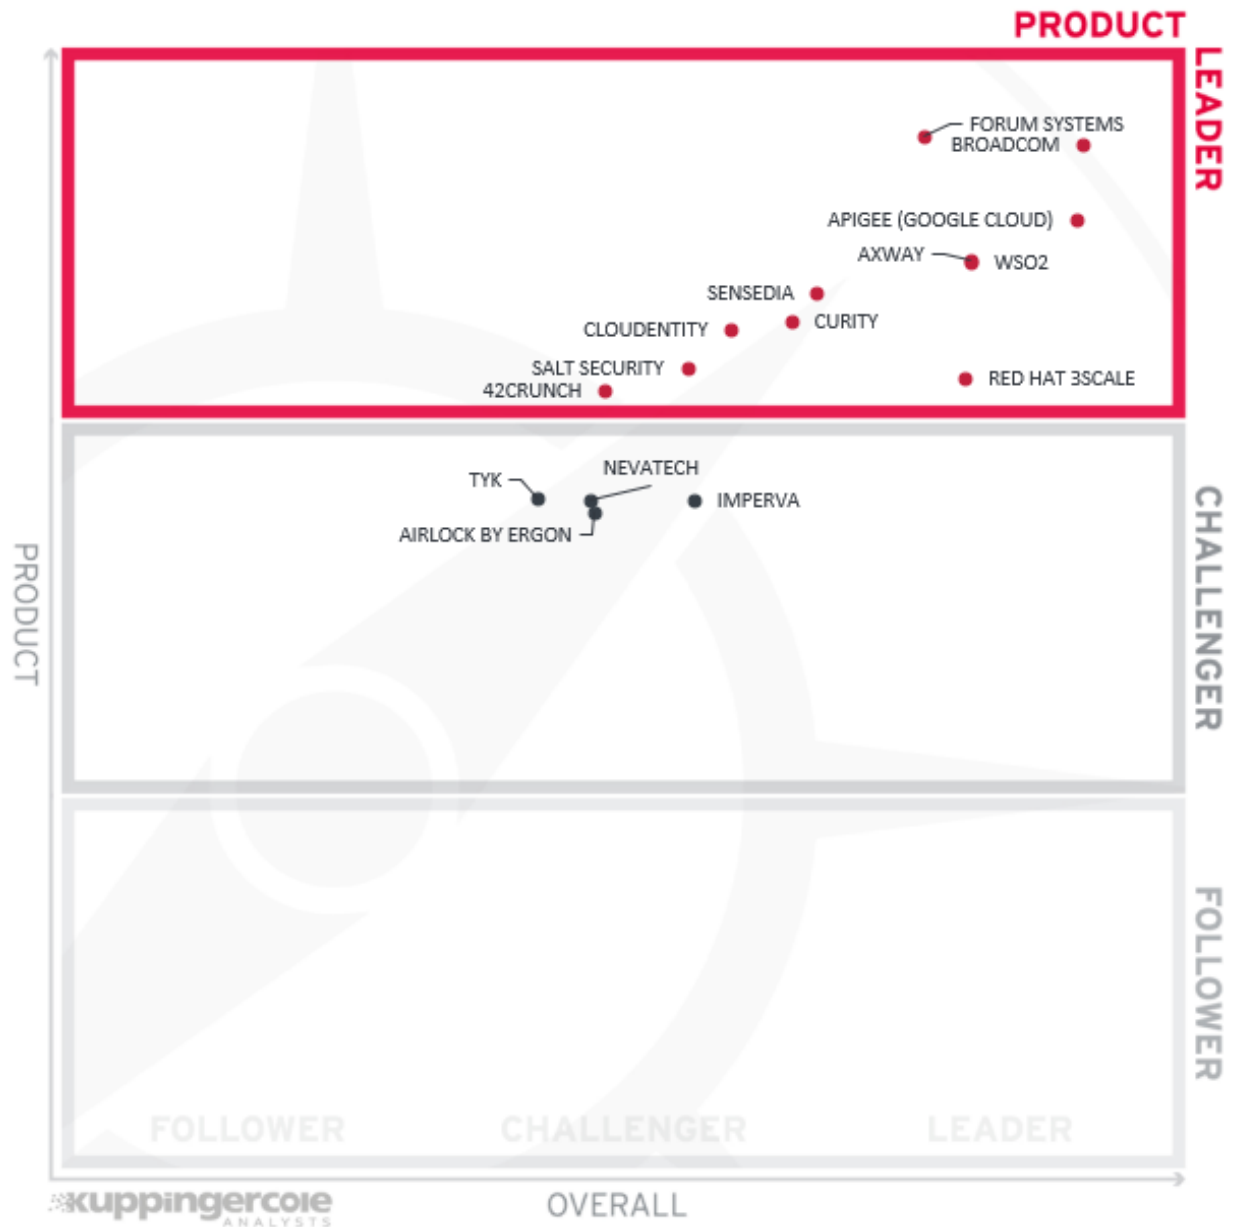 PRODUCT
LEADER
FORUM SYSTEMS
BROADCOM
APIGEE (GOOGLE CLOUD)
AXWAY
WSO2
SENSEDIA
CURITY
CLOUDENTITY
SALT SECURITY
RED HAT 3SCALE
42CRUNCH
NEVATECH
TYK
IMPERVA
AIRLOCK BY ERGON
CHALLENGER
PRODUCT
FOLLOWER
FOLLOWER
CHALLENGER
LEADER
kuppingercole
ANALYSTS
OVERALL